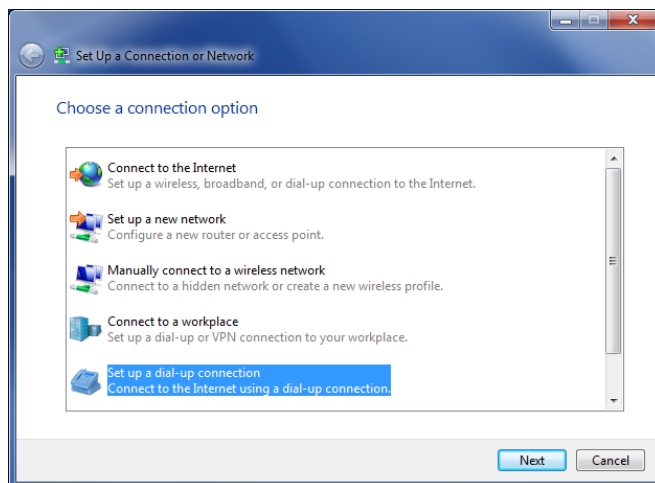 Set Up a Connection or Network
Choose a connection option
Connect to the Internet
Set up a wireless, broadband, or dial-up connection to the Internet.
Set up a new network
Configure a new router or access point.
Manually connect to a wireless network
Connect to a hidden network or create a new wireless profile.
Connect to a workplace
Set up a dial-up or VPN connection to your workplace.
Set up a dial-up connection
Connect to the Internet using a dial-up connection.
Next Cancel